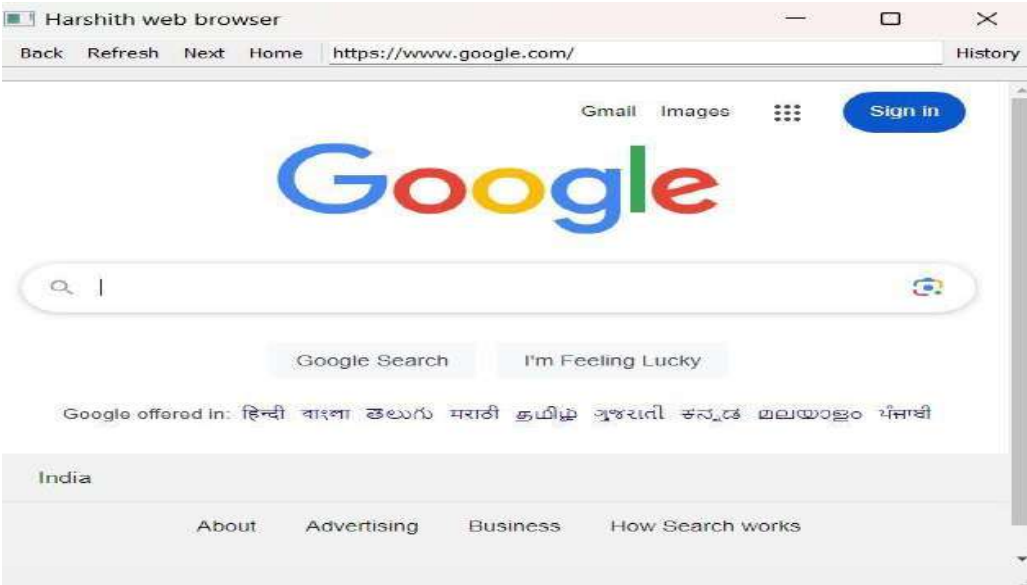 Harshith web browser
Back Refresh Next Home https://www.google.com/ History
Gmail Images Sign in
Google
Google Search I'm Feeling Lucky
Google offered in: हिन्दी বাংলা తెలుగు मराठी தமிழ் ગુજરાતી ಕನ್ನಡ മലയാളം ਪੰਜਾਬੀ
India
About Advertising Business How Search works